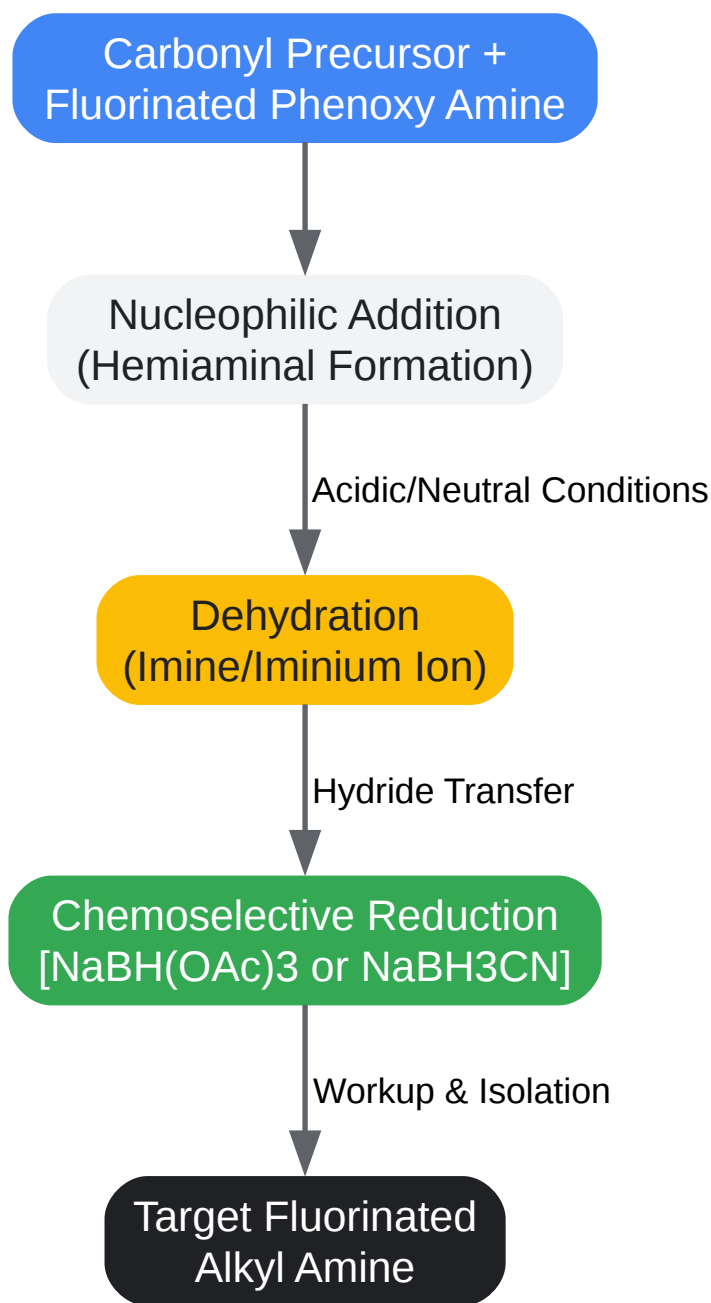 Carbonyl Precursor +
Fluorinated Phenoxy Amine
Nucleophilic Addition
(Hemiaminal Formation)
Acidic/Neutral Conditions
Dehydration
(Imine/Iminium Ion)
Hydride Transfer
Chemoselective Reduction
[NaBH(OAc)3 or NaBH3CN]
Workup & Isolation
Target Fluorinated
Alkyl Amine